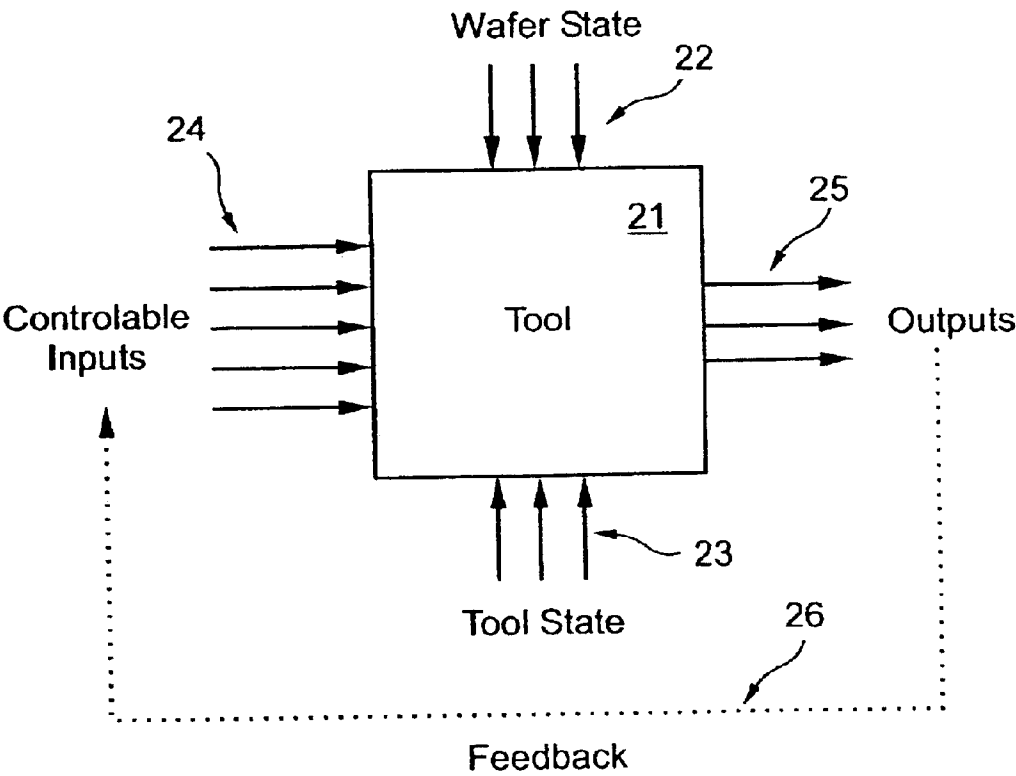 Wafer State
22
24
21
25
Controlable
Inputs
Tool
Outputs
23
Tool State
26
Feedback